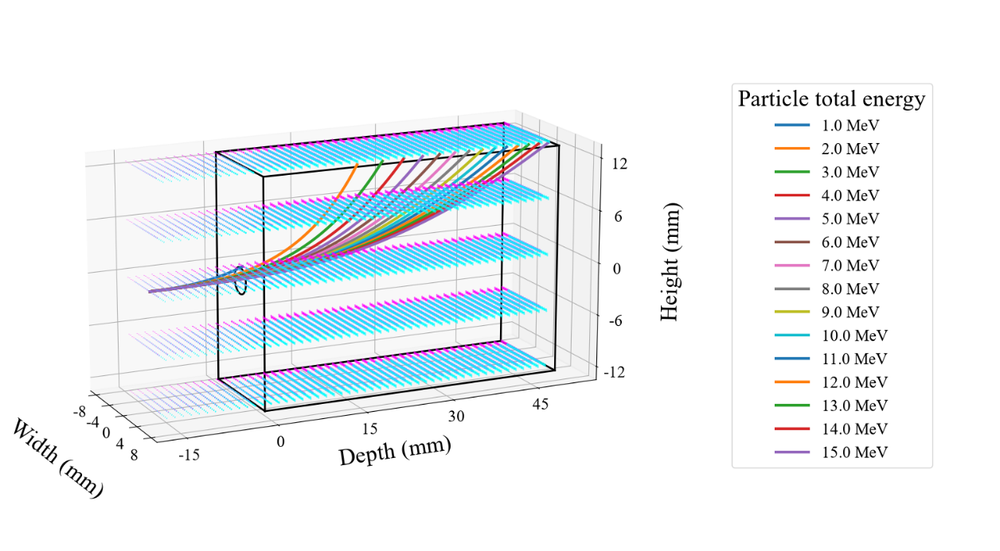 Particle total energy
1.0 MeV
2.0 MeV
3.0 MeV
4.0 MeV
5.0 MeV
6.0 MeV
7.0 MeV
8.0 MeV
9.0 MeV
10.0 MeV
11.0 MeV
12.0 MeV
13.0 MeV
14.0 MeV
15.0 MeV
12
6
0
-6
-12
Height (mm)
-8
-4
0
4
8
Width (mm)
-15
0
15
30
45
Depth (mm)